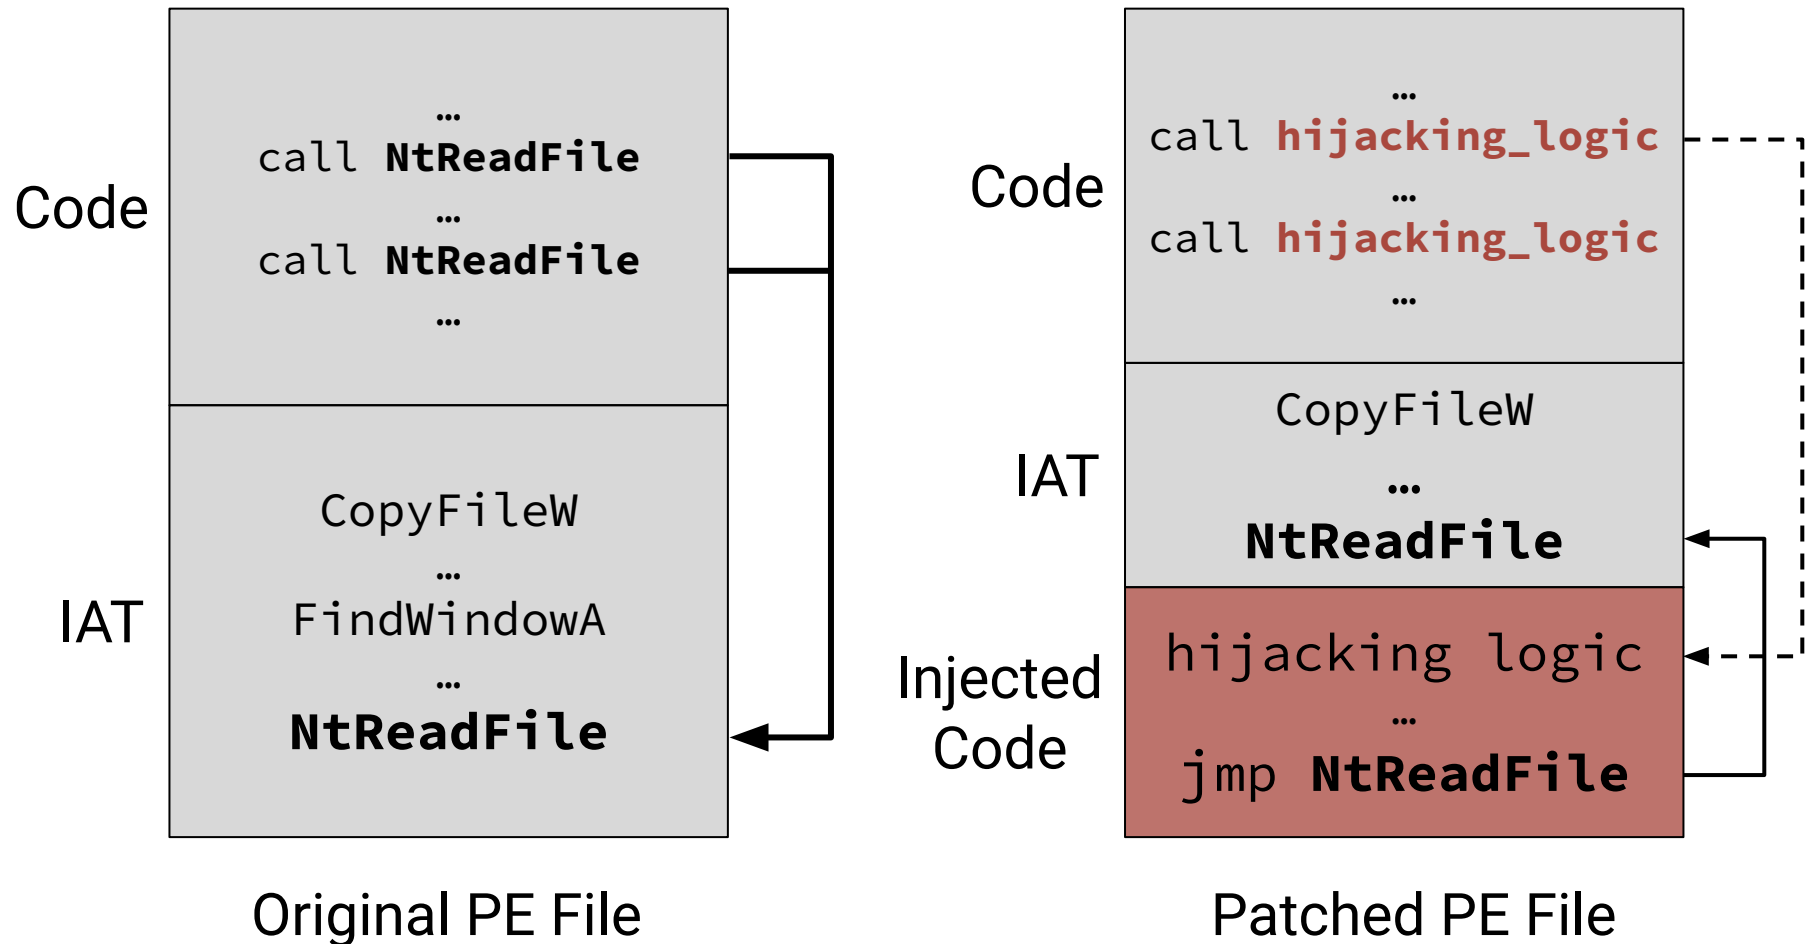 Code
…
call NtReadFile
…
call NtReadFile
…
IAT
CopyFileW
…
FindWindowA
…
NtReadFile
Original PE File
Code
…
call hijacking_logic
…
call hijacking_logic
…
IAT
CopyFileW
…
NtReadFile
Injected
Code
hijacking logic
…
jmp NtReadFile
Patched PE File